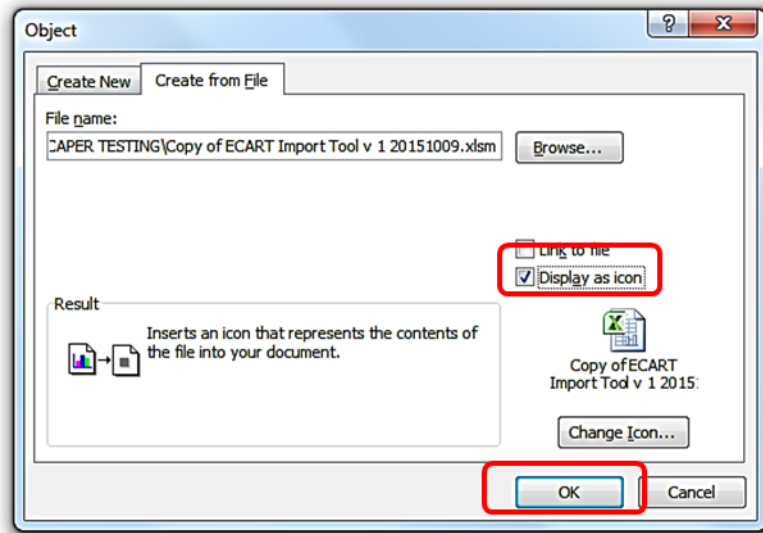 Object
Create New
Create from File
File name:
CAPER TESTING\Copy of ECART Import Tool v 1 20151009.xlsm
Browse...
Link to file
Display as icon
Result
Inserts an icon that represents the contents of
the file into your document.
Copy of ECART
Import Tool v 1 2015:
Change Icon...
OK
Cancel